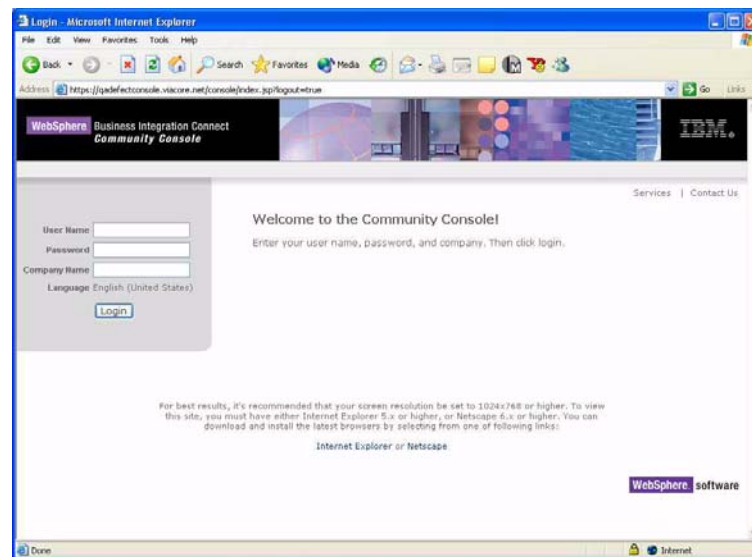 Login - Microsoft Internet Explorer
File Edit View Favorites Tools Help
Back Search Favorites Media
Address https://qadefectconsole.viacore.net/console/index.jsp?logout=true Go Links
WebSphere Business Integration Connect
Community Console
IBM
Services | Contact Us
Welcome to the Community Console!
Enter your user name, password, and company. Then click login.
User Name
Password
Company Name
Language English (United States)
Login
For best results, it's recommended that your screen resolution be set to 1024x768 or higher. To view
this site, you must have either Internet Explorer 5.x or higher, or Netscape 6.x or higher. You can
download and install the latest browsers by selecting from one of following links:
Internet Explorer or Netscape
WebSphere. software
Done Internet